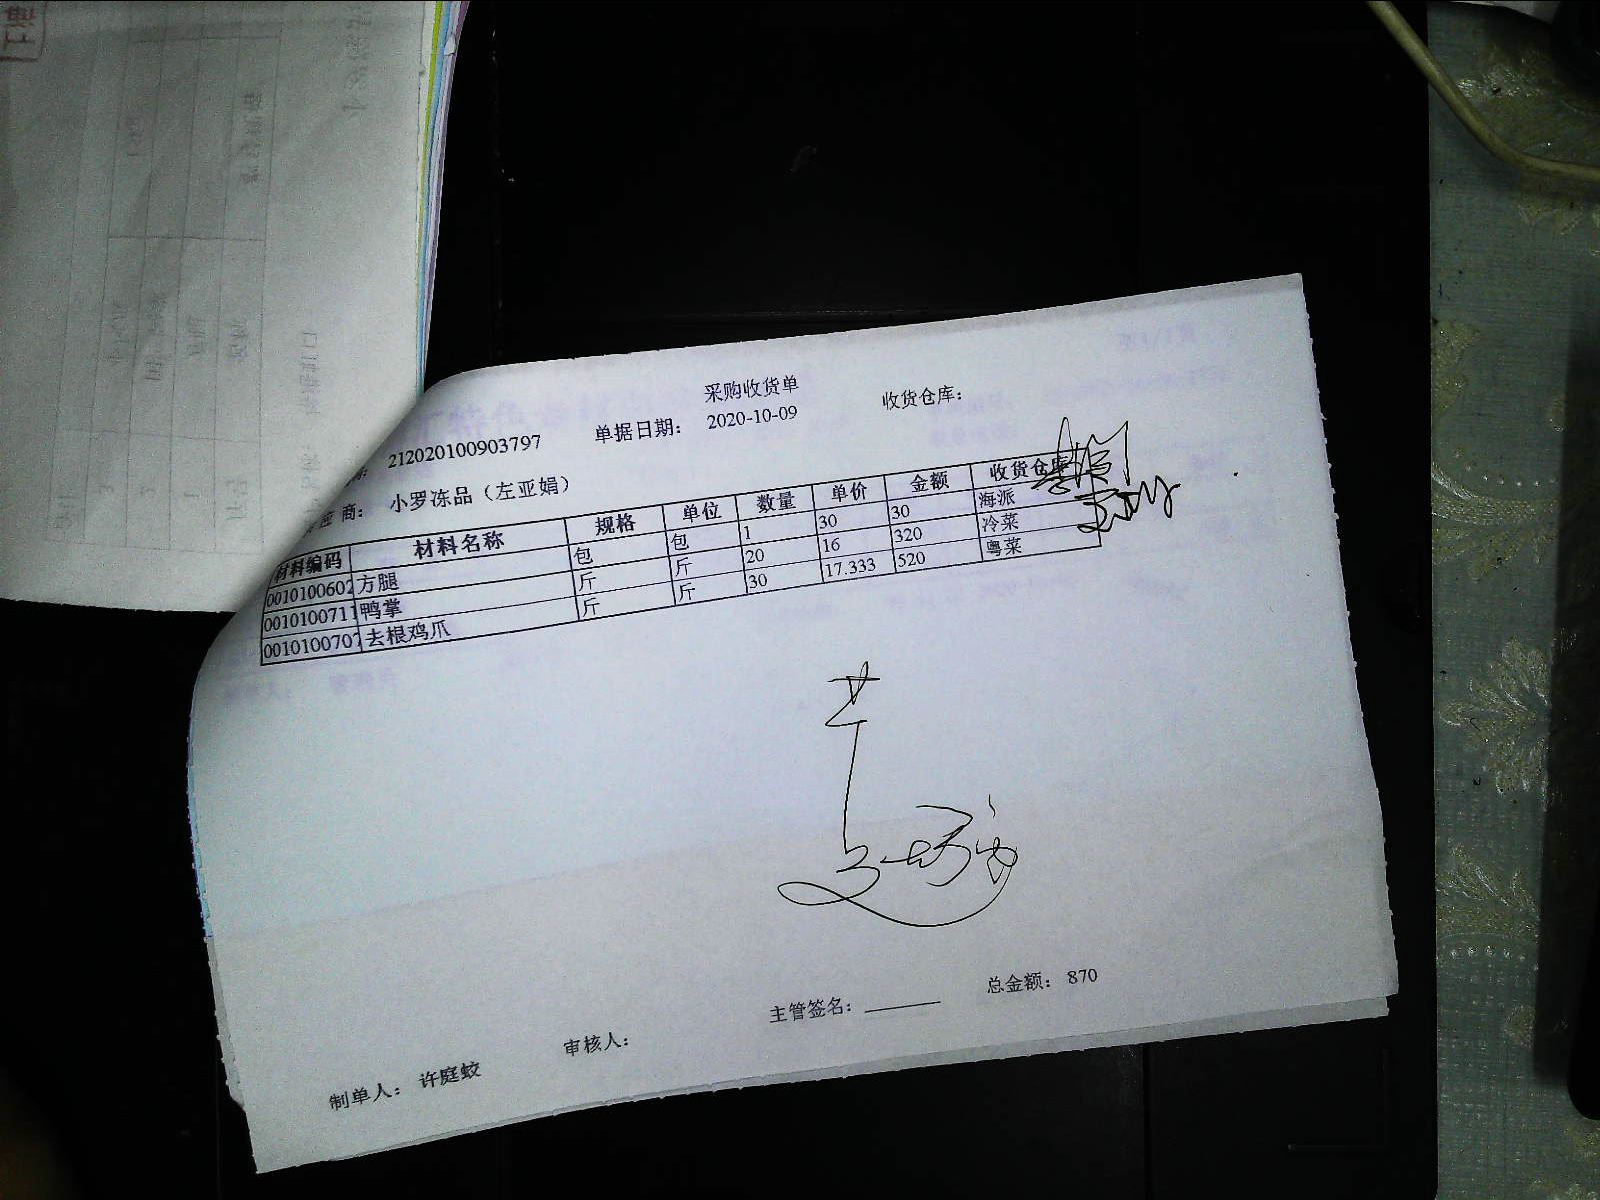 采购收货单
212020100903797 单据日期： 2020-10-09 收货仓库：
商： 小罗冻品（左亚娟）
材料编码 材料名称 规格 单位 数量 单价 金额 收货仓库
0010100602 方腿 包 包 1 30 30 海派
0010100711 鸭掌 斤 斤 20 16 320 冷菜
0010100707 去根鸡爪 斤 斤 30 17.333 520 粤菜
制单人： 许庭蛟 审核人： 主管签名： 总金额： 870